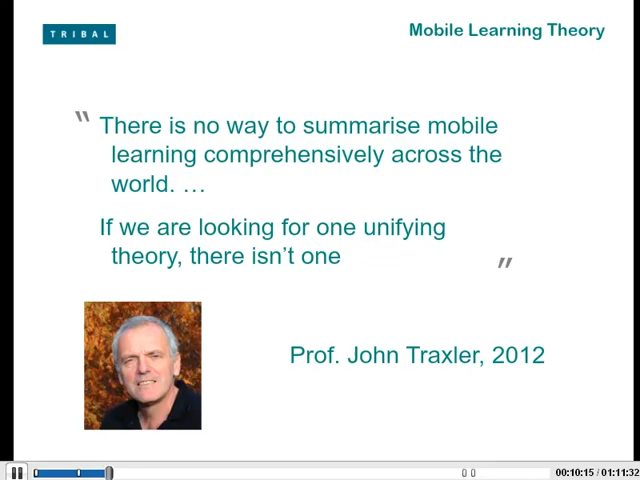 TRIBAL
Mobile Learning Theory
" There is no way to summarise mobile
learning comprehensively across the
world. …
If we are looking for one unifying
theory, there isn't one "
Prof. John Traxler, 2012
00:10:15 / 01:11:32